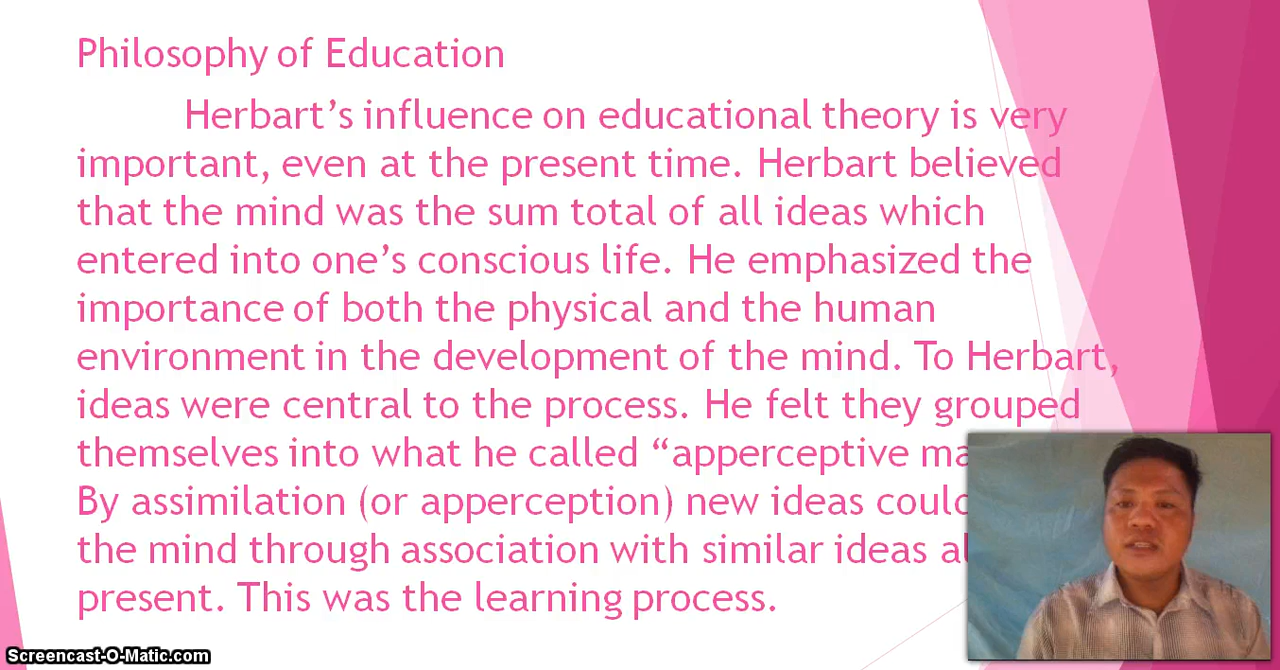 Philosophy of Education
Herbart’s influence on educational theory is very
important, even at the present time. Herbart believed
that the mind was the sum total of all ideas which
entered into one’s conscious life. He emphasized the
importance of both the physical and the human
environment in the development of the mind. To Herbart,
ideas were central to the process. He felt they grouped
themselves into what he called “apperceptive
By assimilation (or apperception) new ideas
the mind through association with similar ideas
present. This was the learning process.
Screencast-O-Matic.com